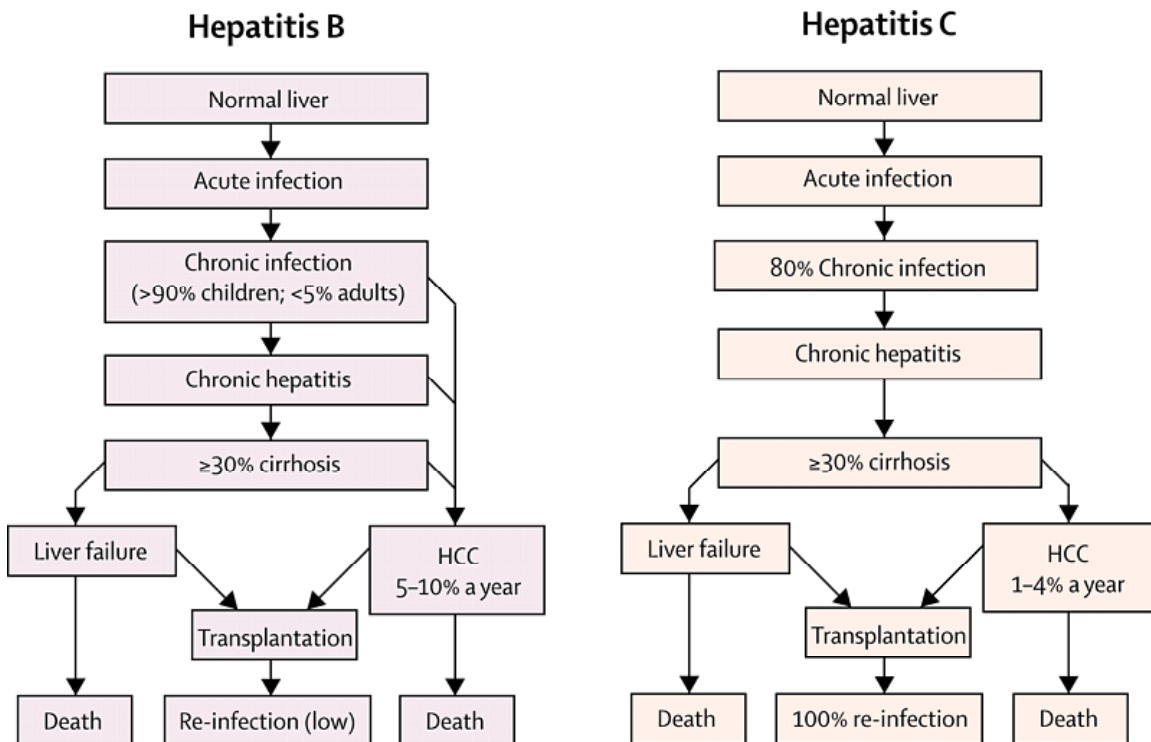 Hepatitis B
Normal liver
Acute infection
Chronic infection
(>90% children; <5% adults)
Chronic hepatitis
≥30% cirrhosis
Liver failure
HCC
5–10% a year
Transplantation
Death
Re-infection (low)
Death
Hepatitis C
Normal liver
Acute infection
80% Chronic infection
Chronic hepatitis
≥30% cirrhosis
Liver failure
HCC
1–4% a year
Transplantation
Death
100% re-infection
Death